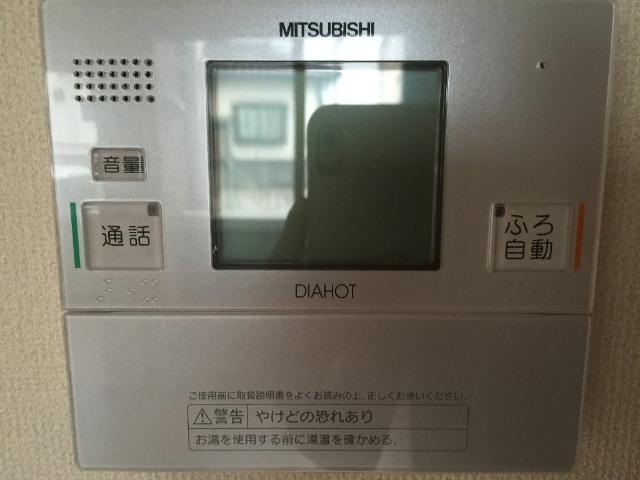 MITSUBISHI
音量
通話
ふろ
自動
DIAHOT
ご使用前に取扱説明書をよくお読みの上、正しくお使いください。
⚠警告 やけどの恐れあり
お湯を使用する前に湯温を確かめる。